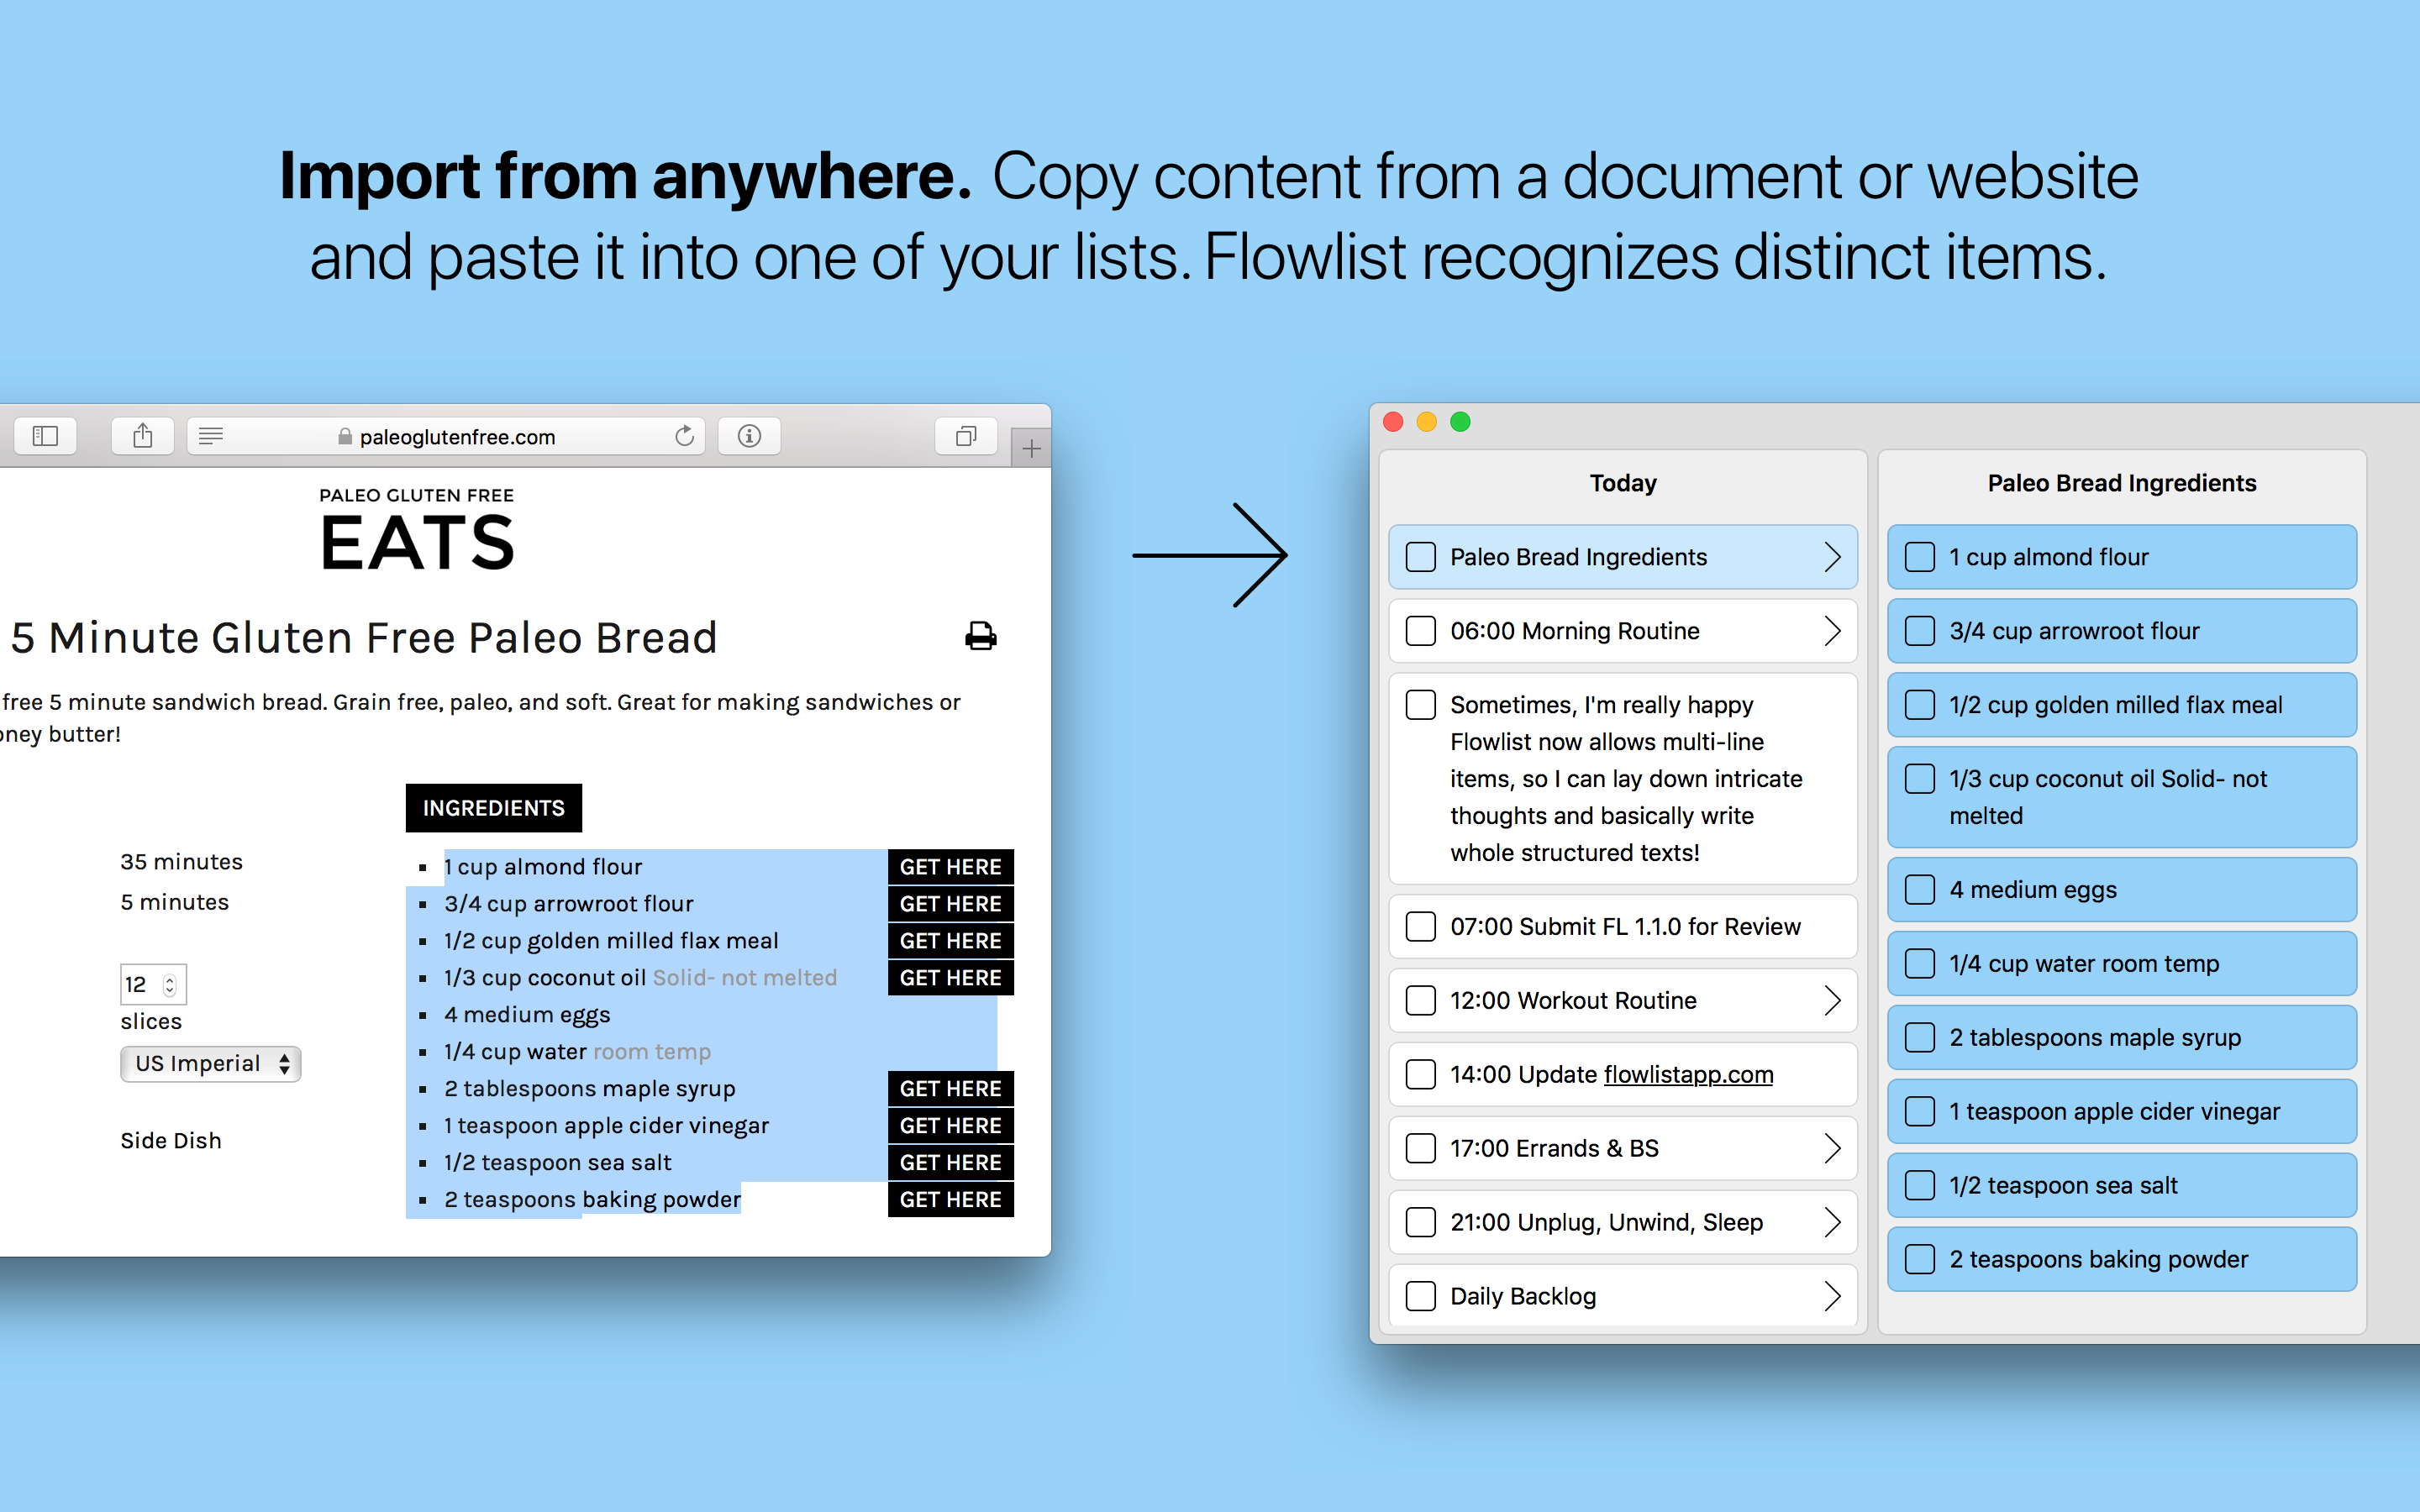 Import from anywhere. Copy content from a document or website
and paste it into one of your lists. Flowlist recognizes distinct items.
paleoglutenfree.com
PALEO GLUTEN FREE
EATS
5 Minute Gluten Free Paleo Bread
free 5 minute sandwich bread. Grain free, paleo, and soft. Great for making sandwiches or
oney butter!
35 minutes
5 minutes
12
slices
US Imperial
Side Dish
INGREDIENTS
1 cup almond flour GET HERE
3/4 cup arrowroot flour GET HERE
1/2 cup golden milled flax meal GET HERE
1/3 cup coconut oil Solid- not melted GET HERE
4 medium eggs
1/4 cup water room temp
2 tablespoons maple syrup GET HERE
1 teaspoon apple cider vinegar GET HERE
1/2 teaspoon sea salt GET HERE
2 teaspoons baking powder GET HERE
Today
Paleo Bread Ingredients
06:00 Morning Routine
Sometimes, I'm really happy
Flowlist now allows multi-line
items, so I can lay down intricate
thoughts and basically write
whole structured texts!
07:00 Submit FL 1.1.0 for Review
12:00 Workout Routine
14:00 Update flowlistapp.com
17:00 Errands & BS
21:00 Unplug, Unwind, Sleep
Daily Backlog
Paleo Bread Ingredients
1 cup almond flour
3/4 cup arrowroot flour
1/2 cup golden milled flax meal
1/3 cup coconut oil Solid- not
melted
4 medium eggs
1/4 cup water room temp
2 tablespoons maple syrup
1 teaspoon apple cider vinegar
1/2 teaspoon sea salt
2 teaspoons baking powder